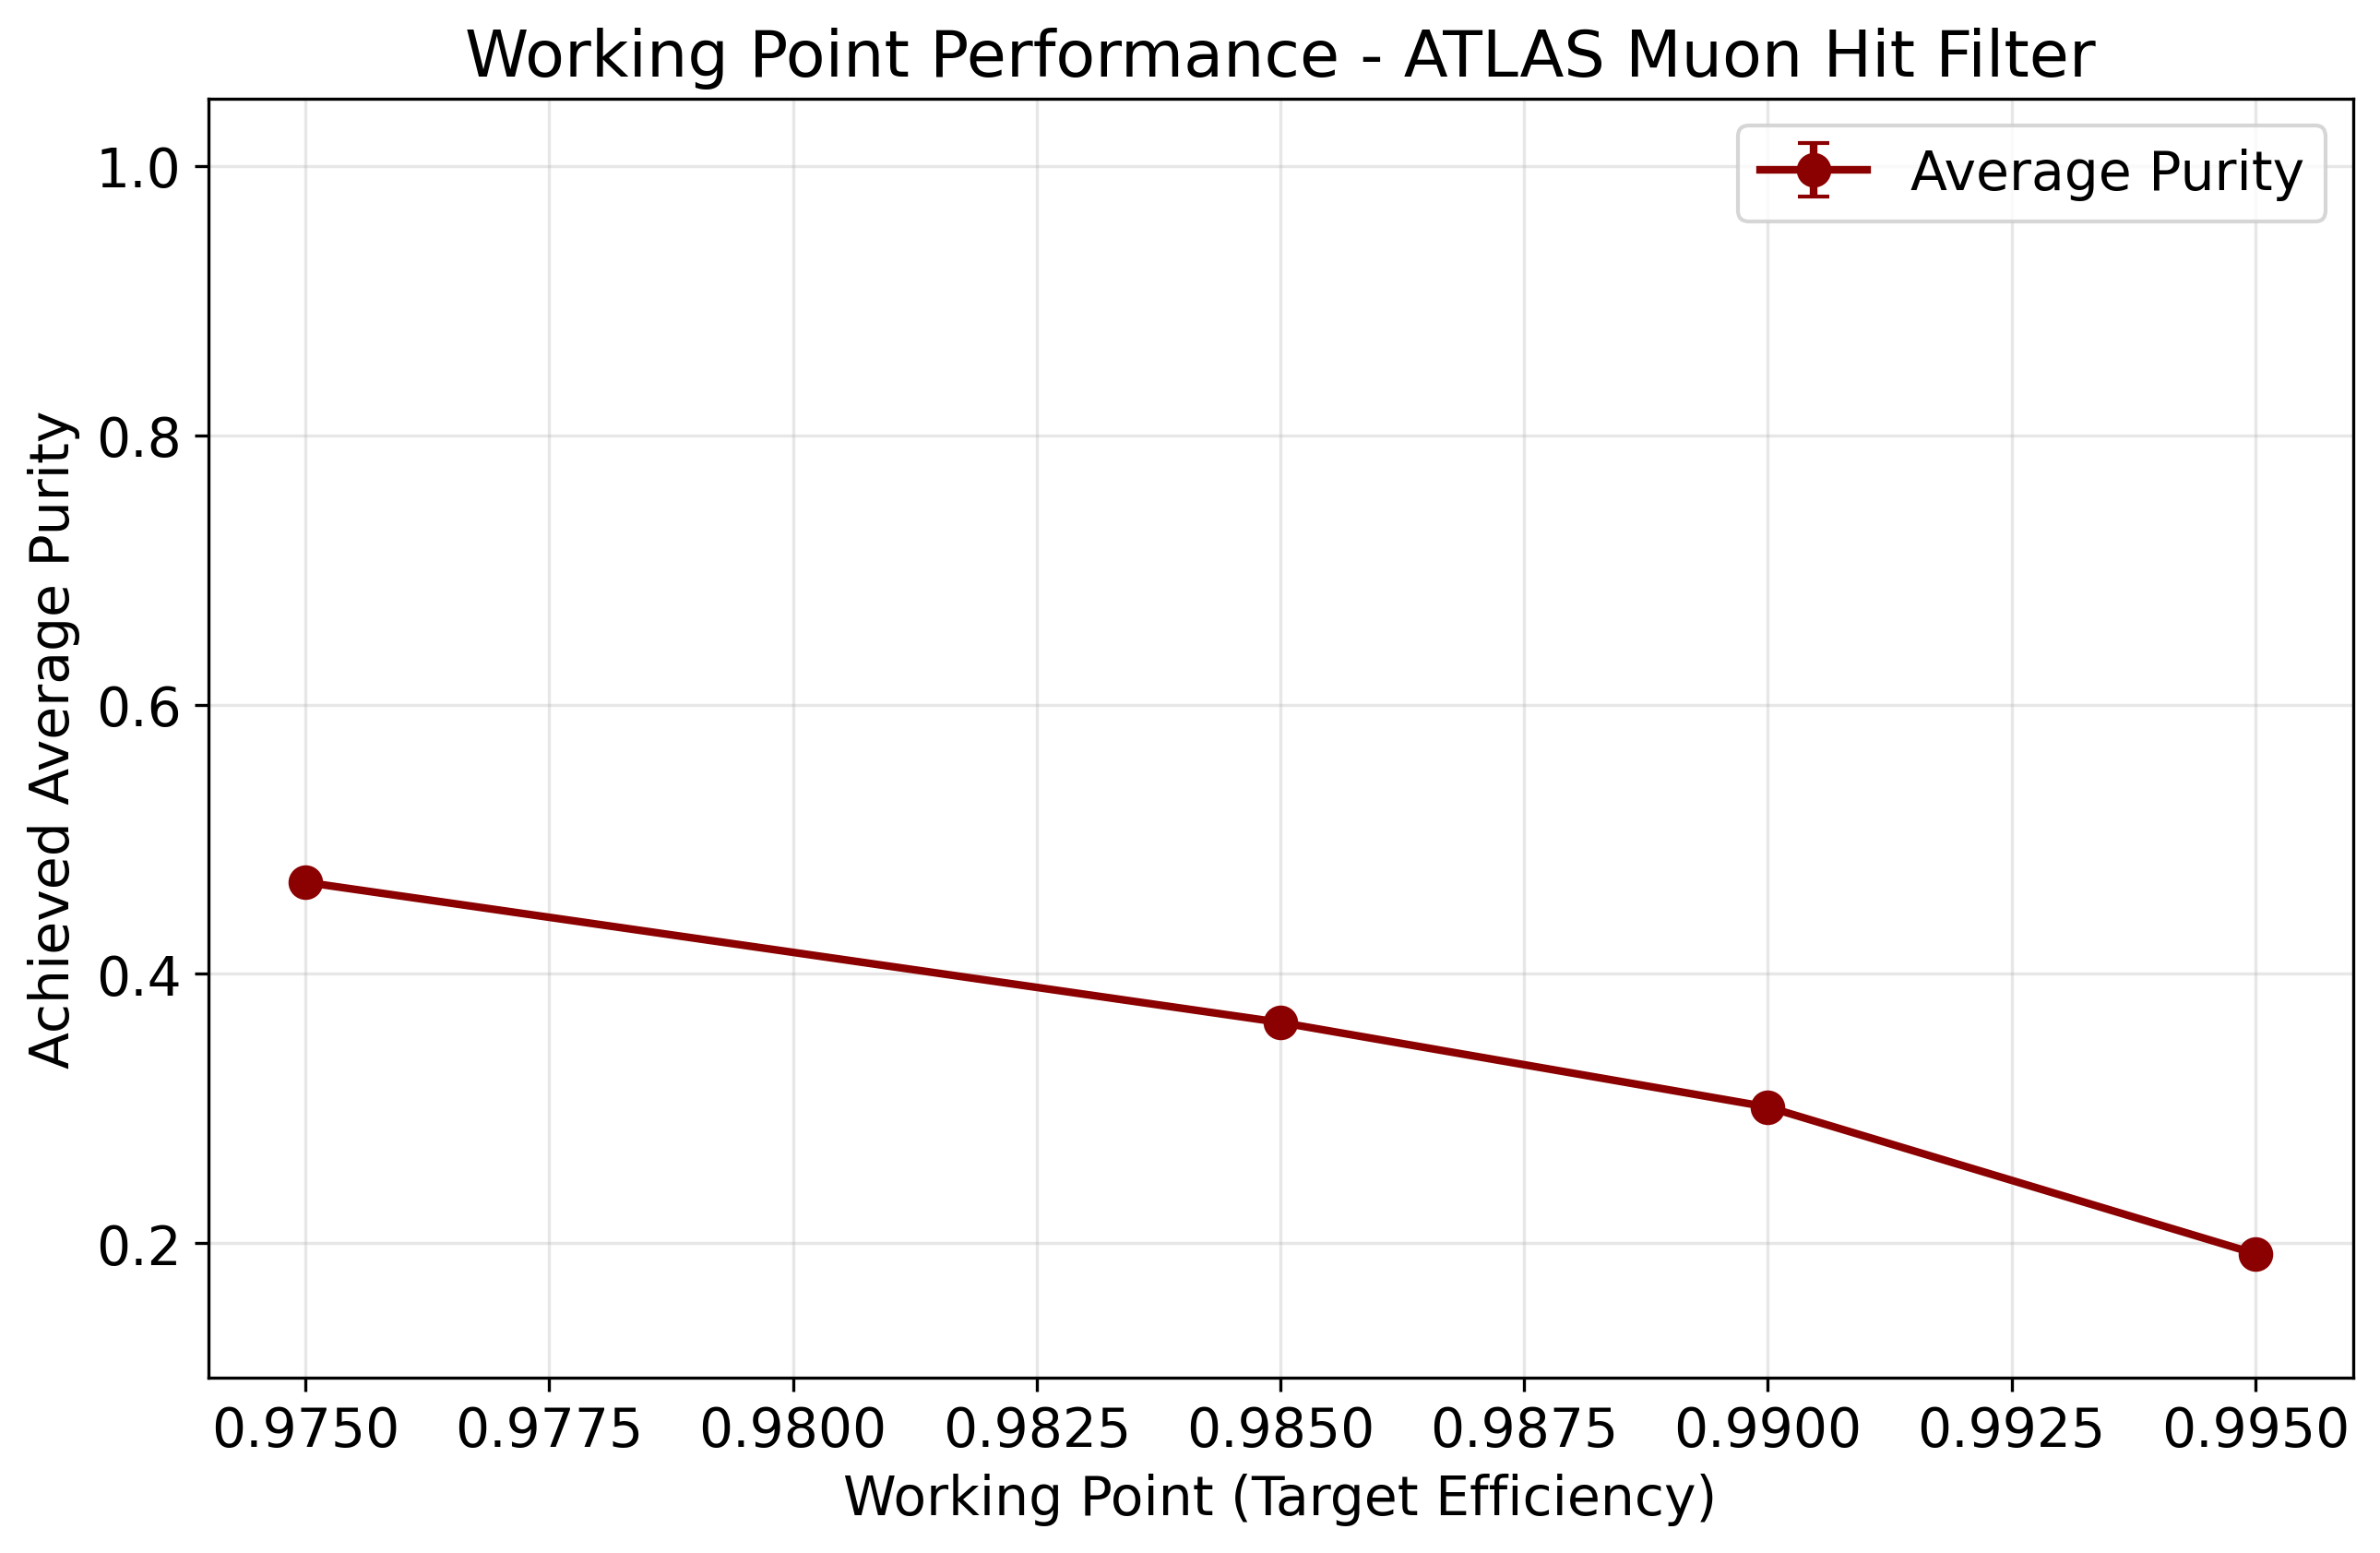 Working Point Performance - ATLAS Muon Hit Filter
Average Purity
Achieved Average Purity
1.0
0.8
0.6
0.4
0.2
0.9750 0.9775 0.9800 0.9825 0.9850 0.9875 0.9900 0.9925 0.9950
Working Point (Target Efficiency)